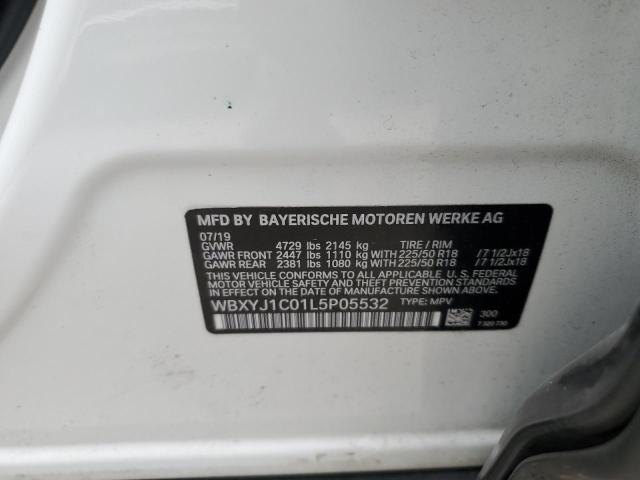 MFD BY BAYERISCHE MOTOREN WERKE AG
07/19
GVWR 4729 lbs 2145 kg TIRE / RIM
GAWR FRONT 2447 lbs 1110 kg WITH 225/50 R18 / 7 1/2Jx18
GAWR REAR 2381 lbs 1080 kg WITH 225/50 R18 / 7 1/2Jx18
THIS VEHICLE CONFORMS TO ALL APPLICABLE U. S. FEDERAL
MOTOR VEHICLE SAFETY, BUMPER, AND THEFT PREVENTION STANDARDS
IN EFFECT ON THE DATE OF MANUFACTURE SHOWN ABOVE.
WBXYJ1C01L5P05532 TYPE: MPV
300